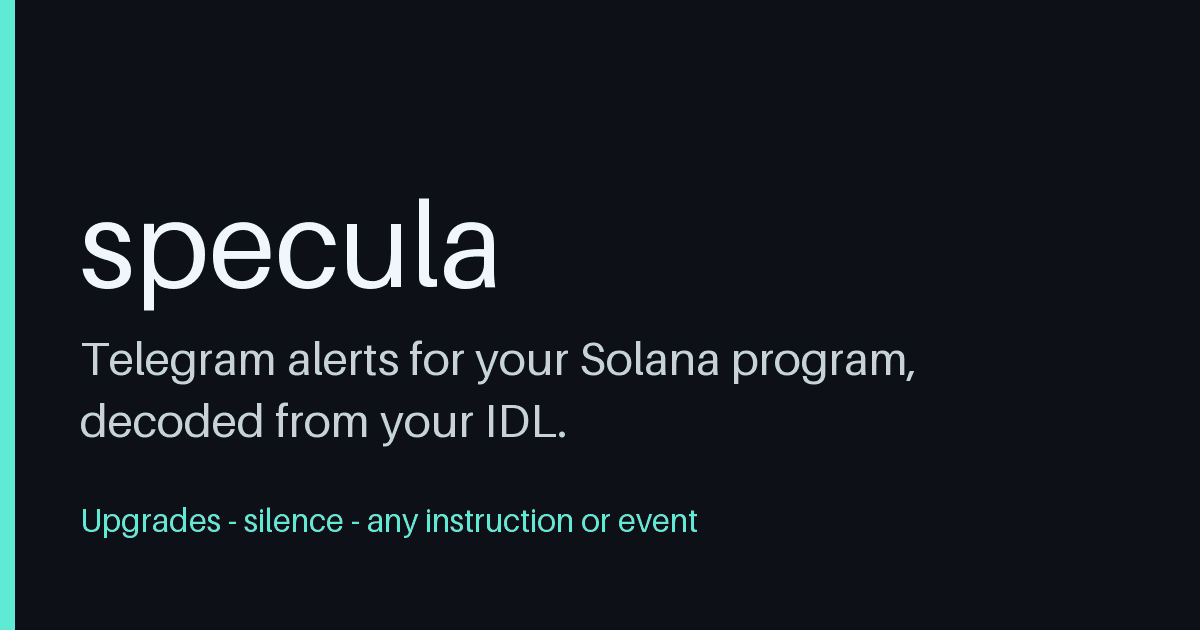 specula
Telegram alerts for your Solana program,
decoded from your IDL.
Upgrades - silence - any instruction or event